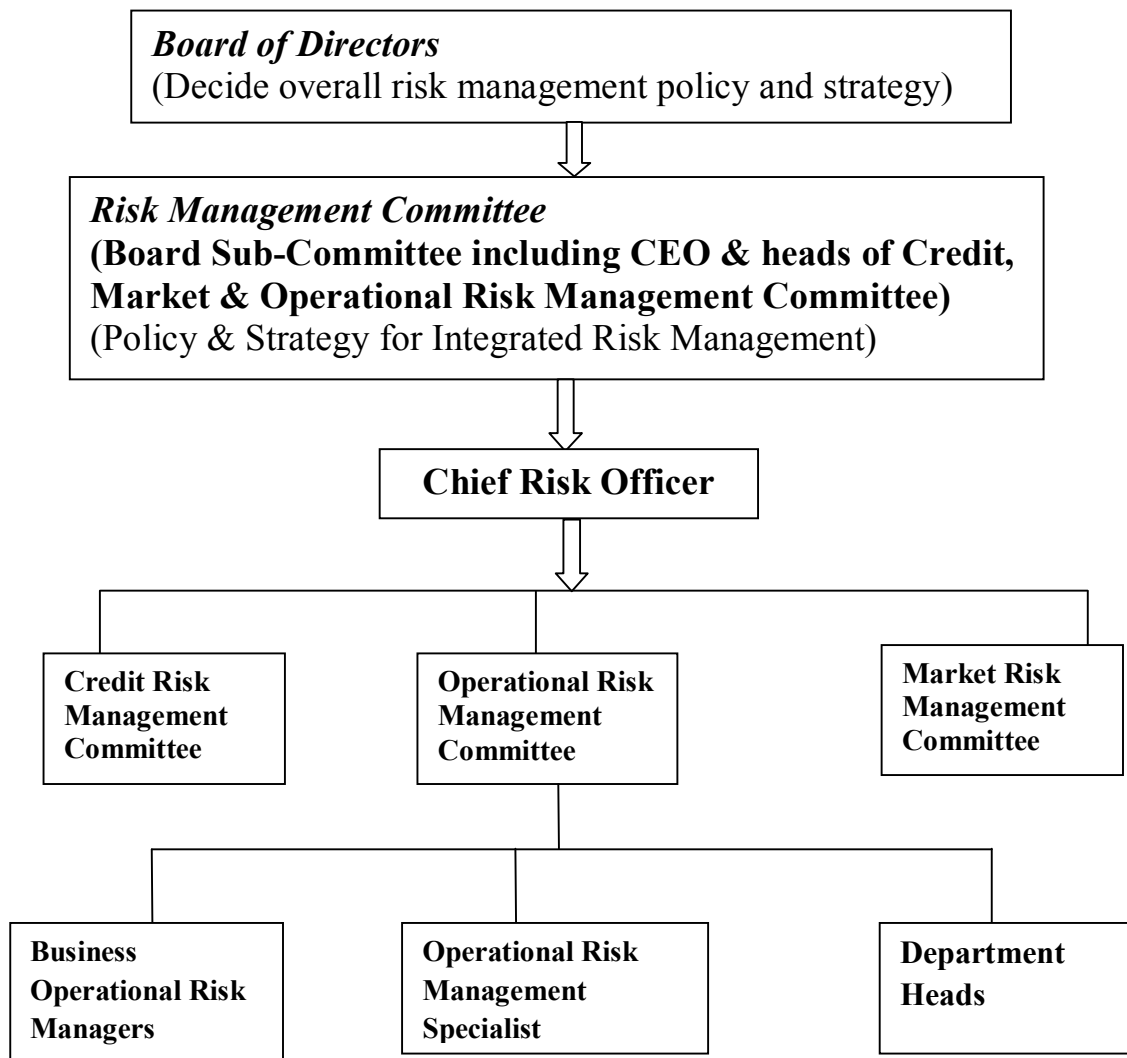 Board of Directors
(Decide overall risk management policy and strategy)
Risk Management Committee
(Board Sub-Committee including CEO & heads of Credit,
Market & Operational Risk Management Committee)
(Policy & Strategy for Integrated Risk Management)
Chief Risk Officer
Credit Risk
Management
Committee
Operational Risk
Management
Committee
Market Risk
Management
Committee
Business
Operational Risk
Managers
Operational Risk
Management
Specialist
Department
Heads